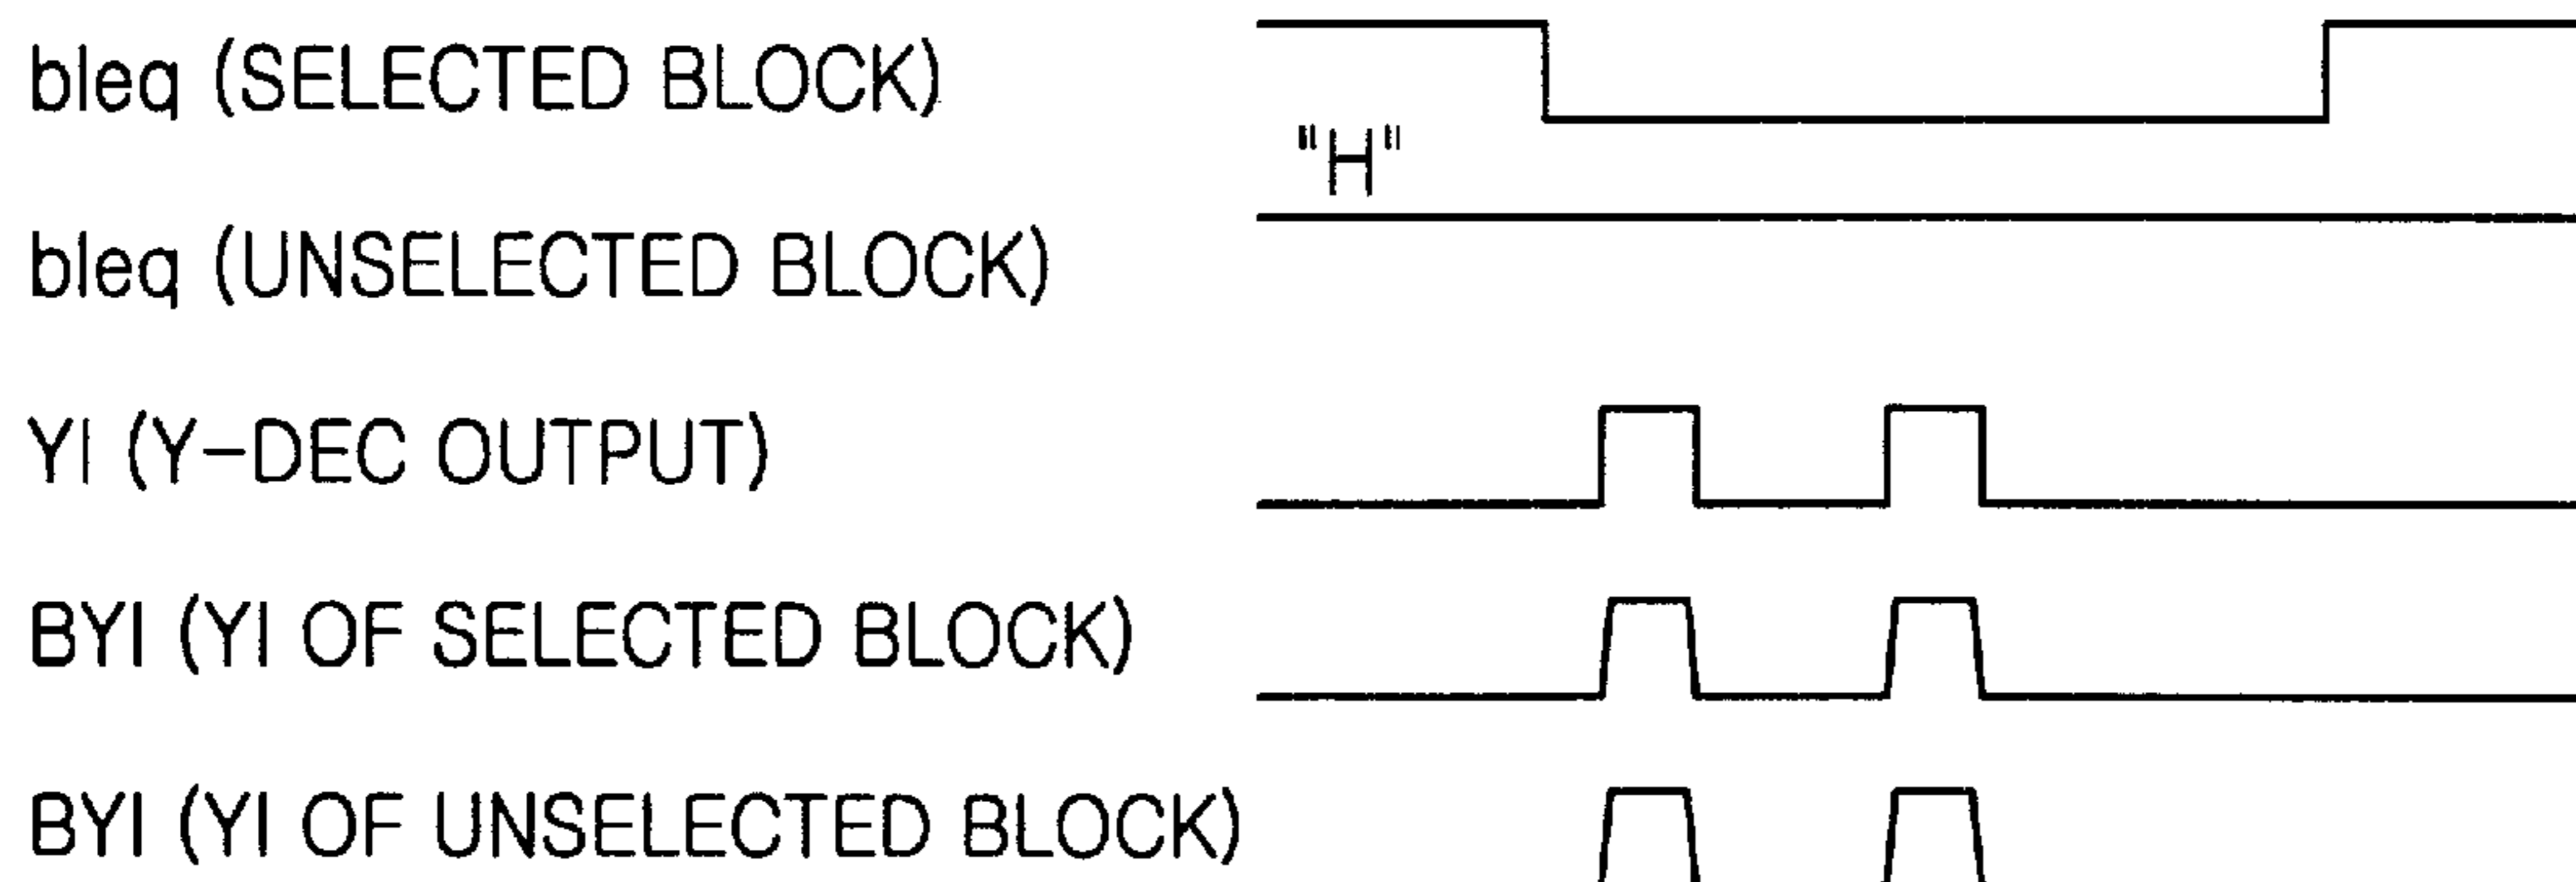 bleq (SELECTED BLOCK)
"H"
bleq (UNSELECTED BLOCK)
YI (Y-DEC OUTPUT)
BYI (YI OF SELECTED BLOCK)
BYI (YI OF UNSELECTED BLOCK)